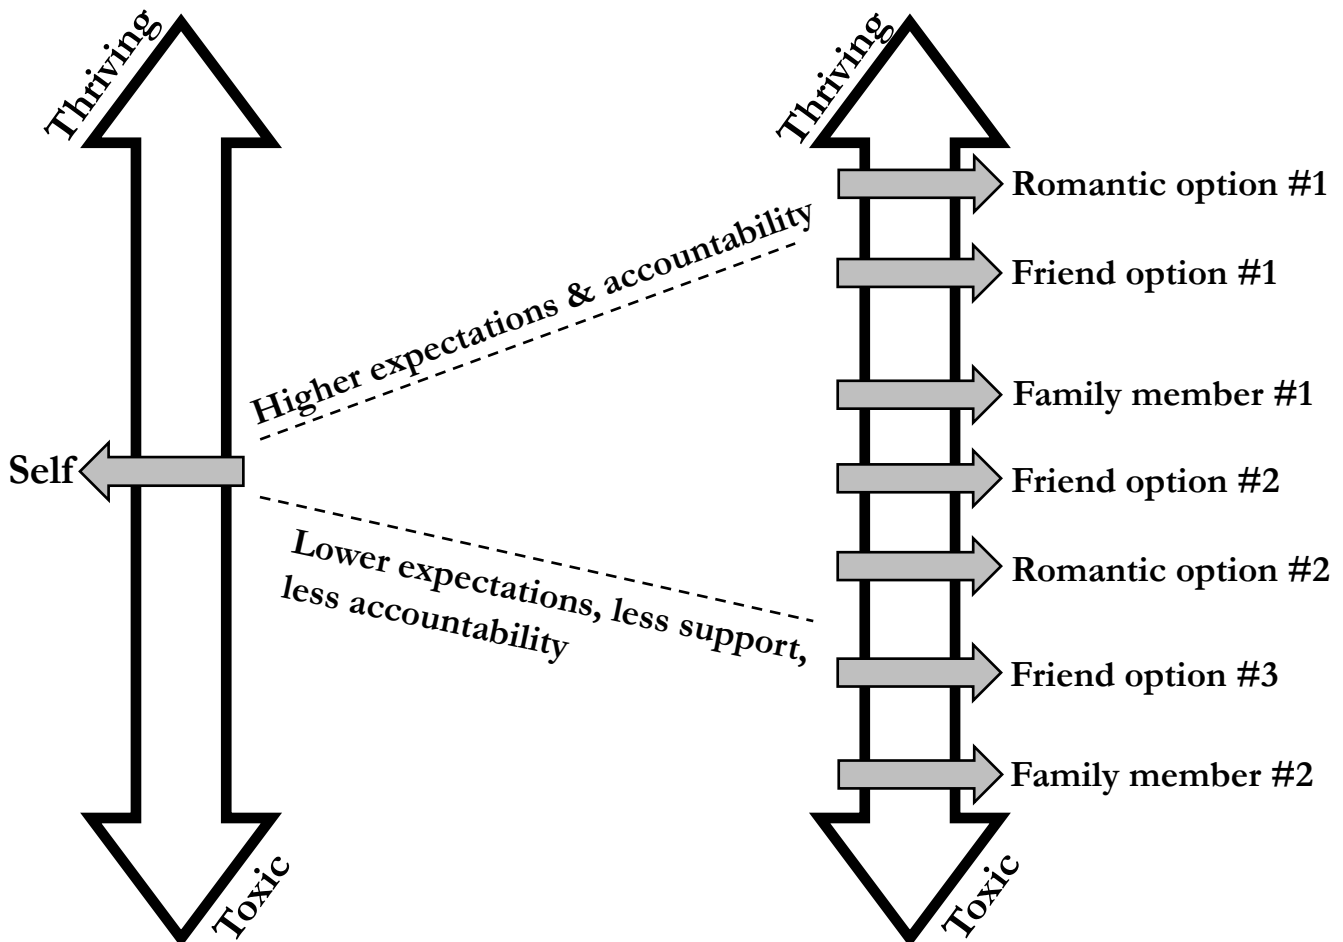 Thriving
Thriving
Romantic option #1
Higher expectations & accountability
Friend option #1
Family member #1
Self
Friend option #2
Lower expectations, less support,
less accountability
Romantic option #2
Friend option #3
Family member #2
Toxic
Toxic